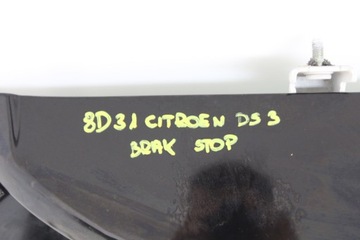 8D31 CITROEN DS3
BRAK STOP